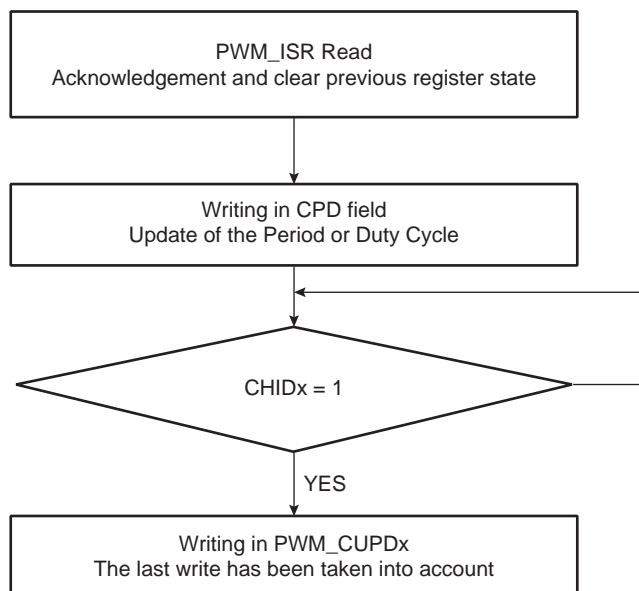 PWM_ISR Read
Acknowledgement and clear previous register state
Writing in CPD field
Update of the Period or Duty Cycle
CHIDx = 1
YES
Writing in PWM_CUPDx
The last write has been taken into account